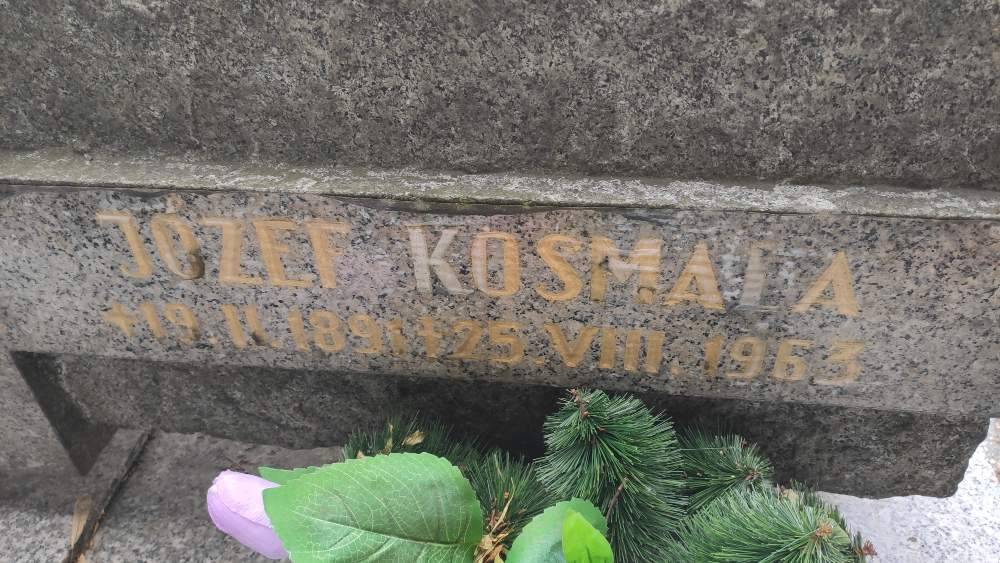 JÓZEF KOSMALA
✝19.II.1891 ✝25.VIII.1963